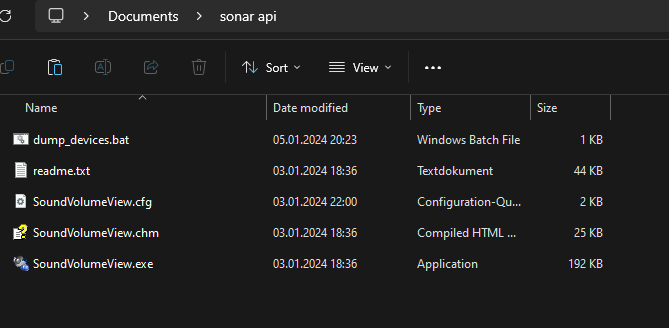 Documents > sonar api
Sort View
Name Date modified Type Size
dump_devices.bat 05.01.2024 20:23 Windows Batch File 1 KB
readme.txt 03.01.2024 18:36 Textdokument 44 KB
SoundVolumeView.cfg 03.01.2024 22:00 Configuration-Qu... 2 KB
SoundVolumeView.chm 03.01.2024 18:36 Compiled HTML ... 25 KB
SoundVolumeView.exe 03.01.2024 18:36 Application 192 KB